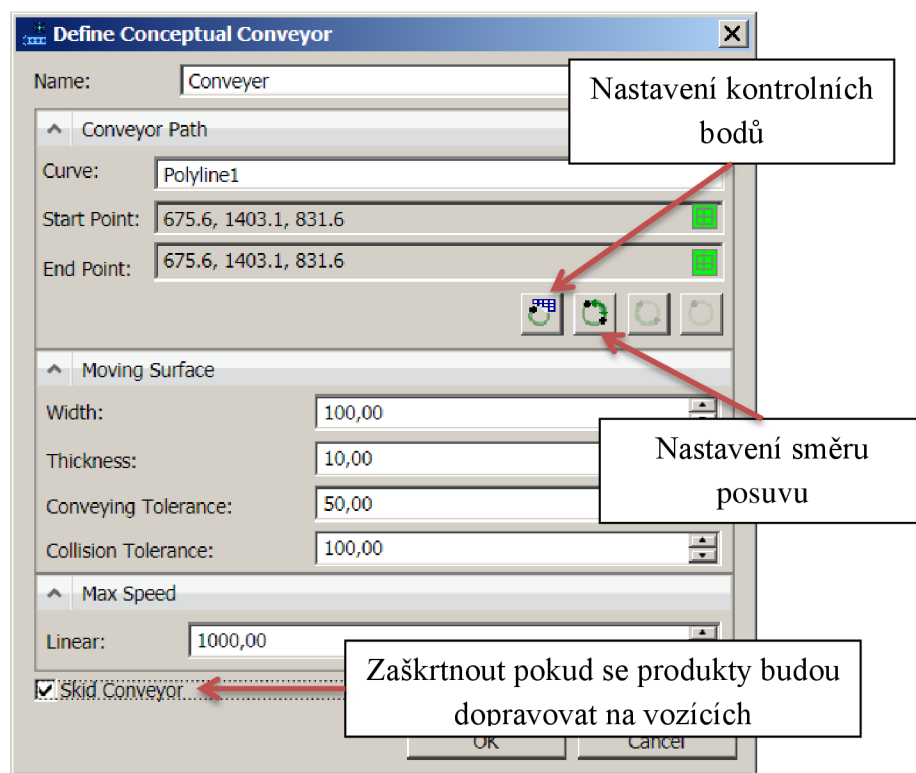 Define Conceptual Conveyor
Name: Conveyer
Nastavení kontrolních
bodů
Conveyor Path
Curve: Polyline1
Start Point: 675.6, 1403.1, 831.6
End Point: 675.6, 1403.1, 831.6
Moving Surface
Width: 100,00
Nastavení směru
posuvu
Thickness: 10,00
Conveying Tolerance: 50,00
Collision Tolerance: 100,00
Max Speed
Linear: 1000,00
Zaškrtnout pokud se produkty budou
dopravovat na vozících
Skid Conveyor
OK Cancel